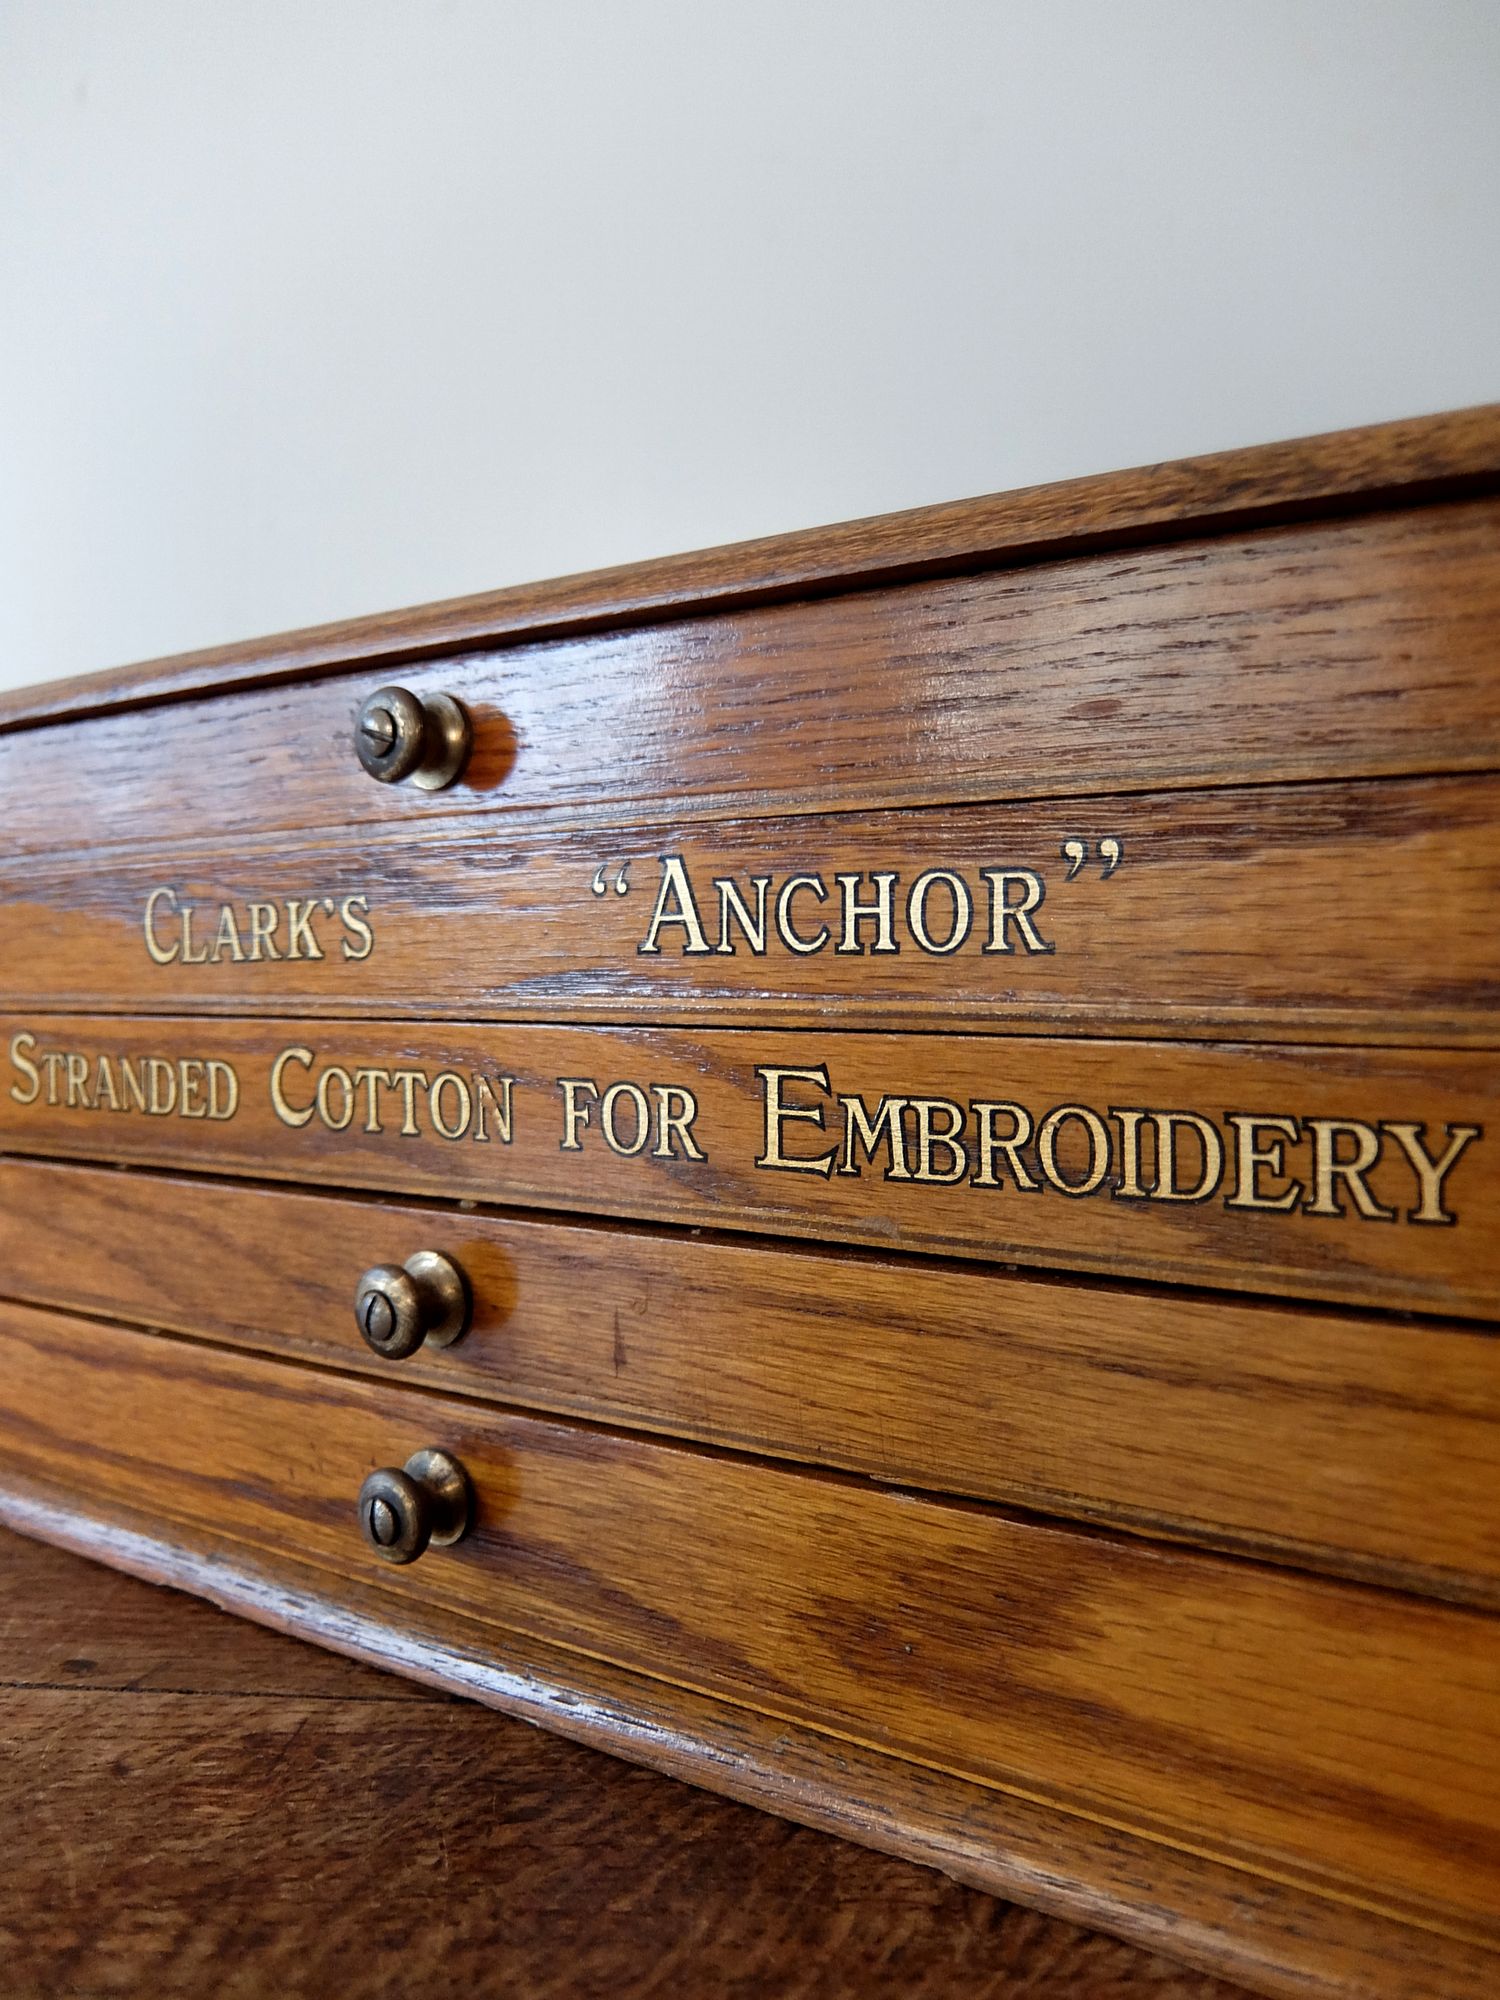 CLARK'S “ANCHOR”
STRANDED COTTON FOR EMBROIDERY